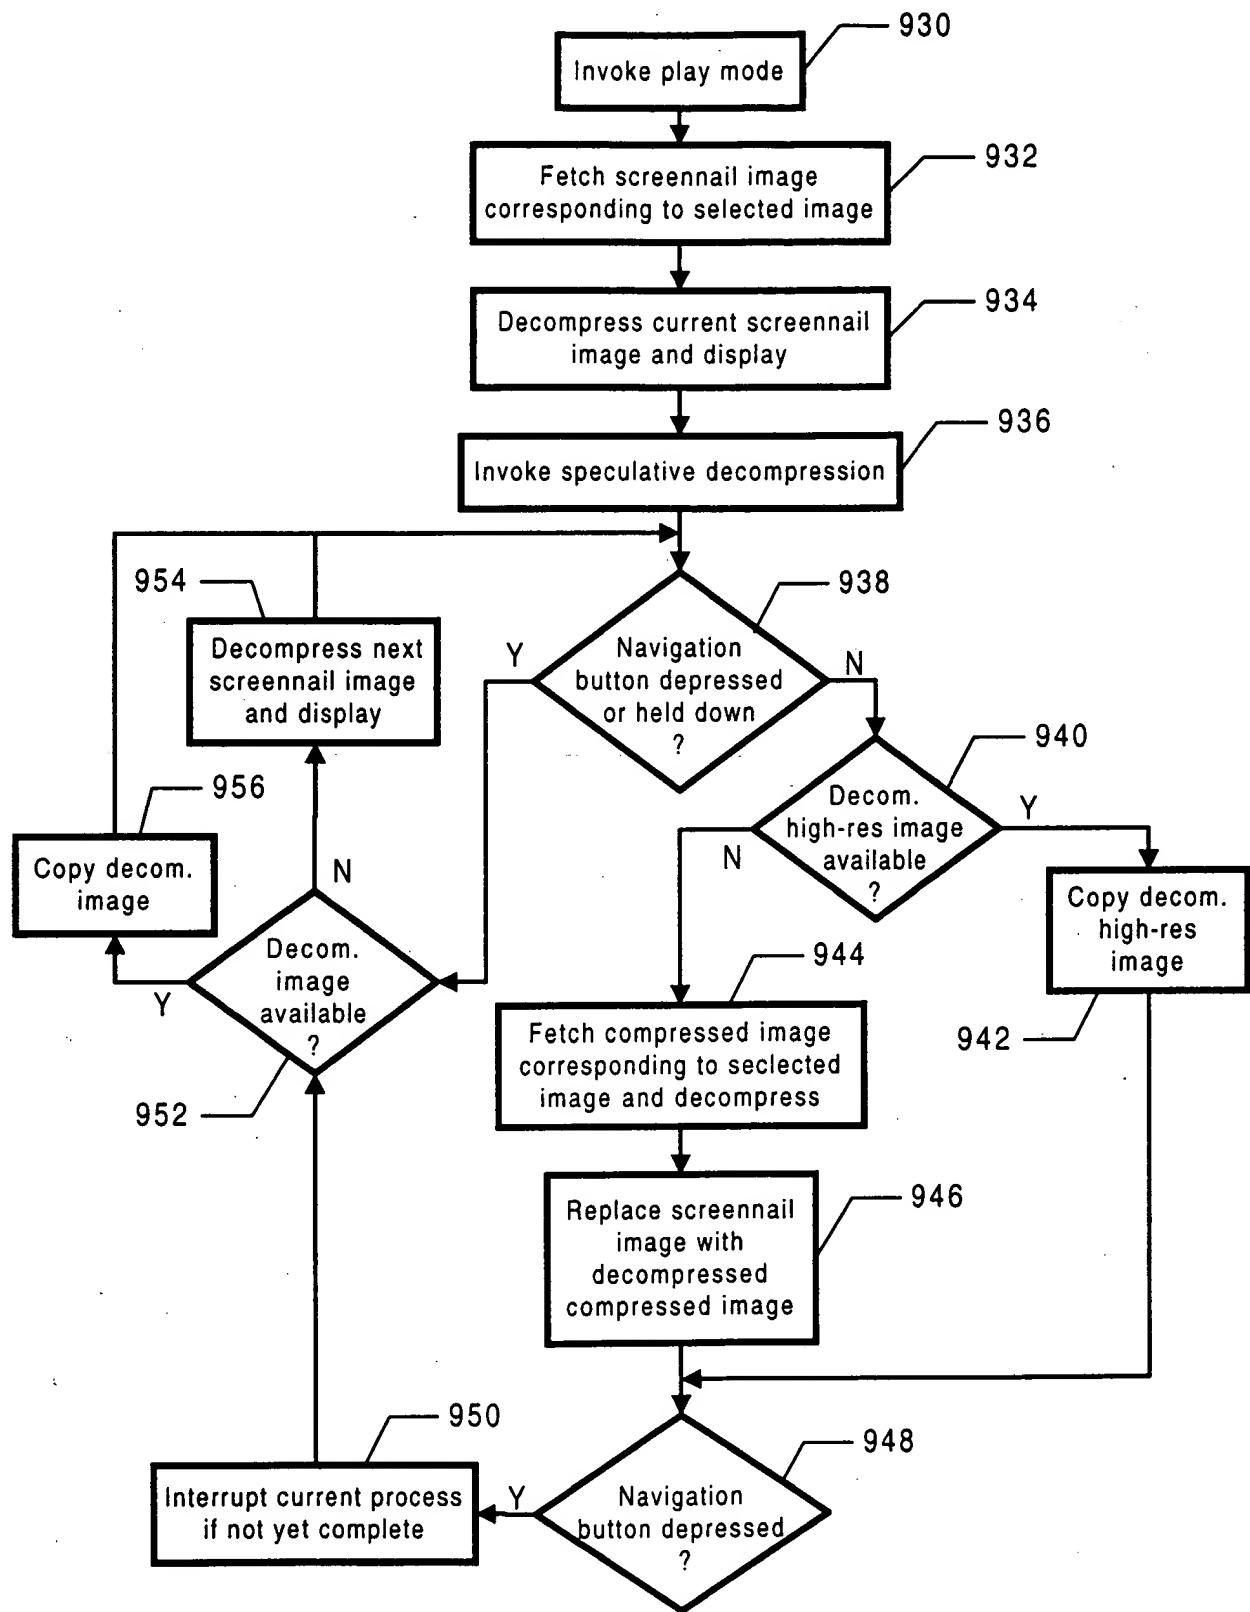 930
Invoke play mode
932
Fetch screennail image
corresponding to selected image
934
Decompress current screennail
image and display
936
Invoke speculative decompression
954
938
Decompress next
screennail image
and display
Y
Navigation
button depressed
or held down
?
N
940
956
Decom.
high-res image
available
?
Y
N
Copy decom.
image
N
Copy decom.
high-res
image
Decom.
image
available
?
Y
944
942
Fetch compressed image
corresponding to seclected
image and decompress
952
946
Replace screennail
image with
decompressed
compressed image
950
948
Interrupt current process
if not yet complete
Y
Navigation
button depressed
?